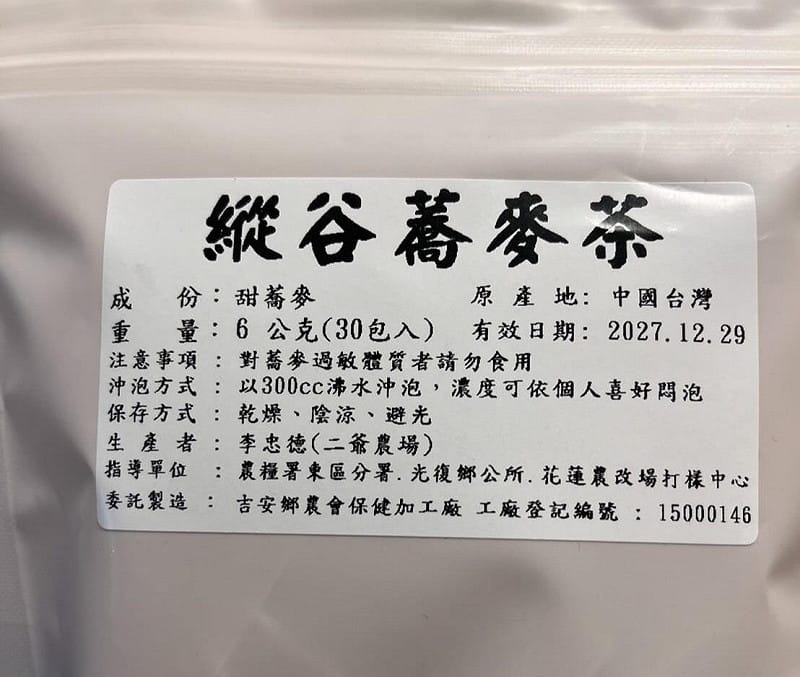 縱谷蕎麥茶
成 份：甜蕎麥 原 產 地：中國台灣
重 量：6 公克(30包入) 有效日期：2027.12.29
注意事項：對蕎麥過敏體質者請勿食用
沖泡方式：以300cc沸水沖泡，濃度可依個人喜好悶泡
保存方式：乾燥、陰涼、避光
生 產 者：李忠德(二爺農場)
指導單位：農糧署東區分署.光復鄉公所.花蓮農改場打樣中心
委託製造：吉安鄉農會保健加工廠 工廠登記編號：15000146